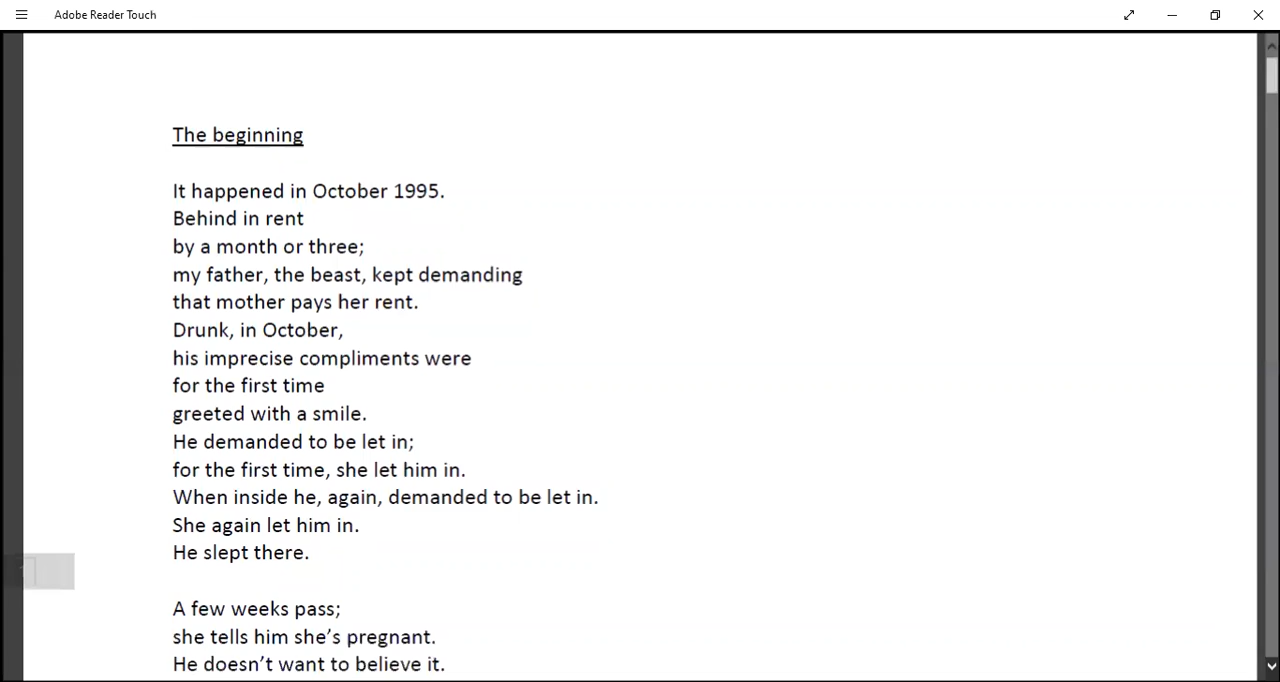 Adobe Reader Touch
The beginning
It happened in October 1995.
Behind in rent
by a month or three;
my father, the beast, kept demanding
that mother pays her rent.
Drunk, in October,
his imprecise compliments were
for the first time
greeted with a smile.
He demanded to be let in;
for the first time, she let him in.
When inside he, again, demanded to be let in.
She again let him in.
He slept there.
A few weeks pass;
she tells him she’s pregnant.
He doesn’t want to believe it.